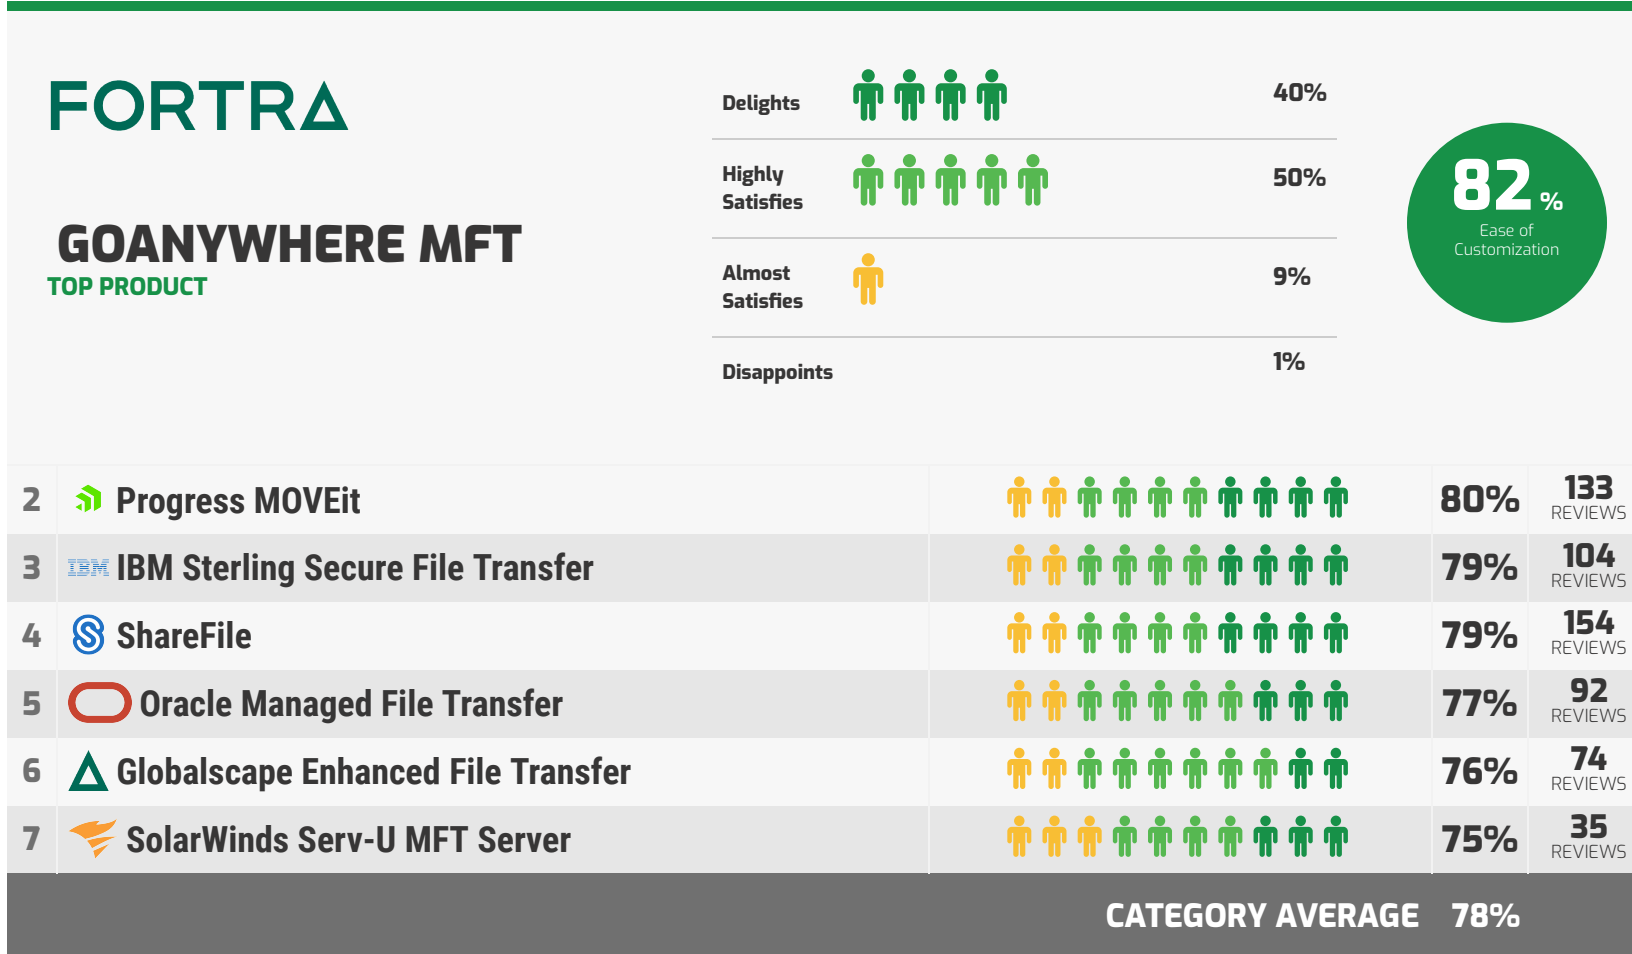 FORTRA
GOANYWHERE MFT
TOP PRODUCT
Delights 40%
Highly
Satisfies 50%
Almost
Satisfies 9%
Disappoints 1%
82 %
Ease of
Customization
2 Progress MOVEit 80% 133
REVIEWS
3 IBM IBM Sterling Secure File Transfer 79% 104
REVIEWS
4 ShareFile 79% 154
REVIEWS
5 Oracle Managed File Transfer 77% 92
REVIEWS
6 Globalscape Enhanced File Transfer 76% 74
REVIEWS
7 SolarWinds Serv-U MFT Server 75% 35
REVIEWS
CATEGORY AVERAGE 78%